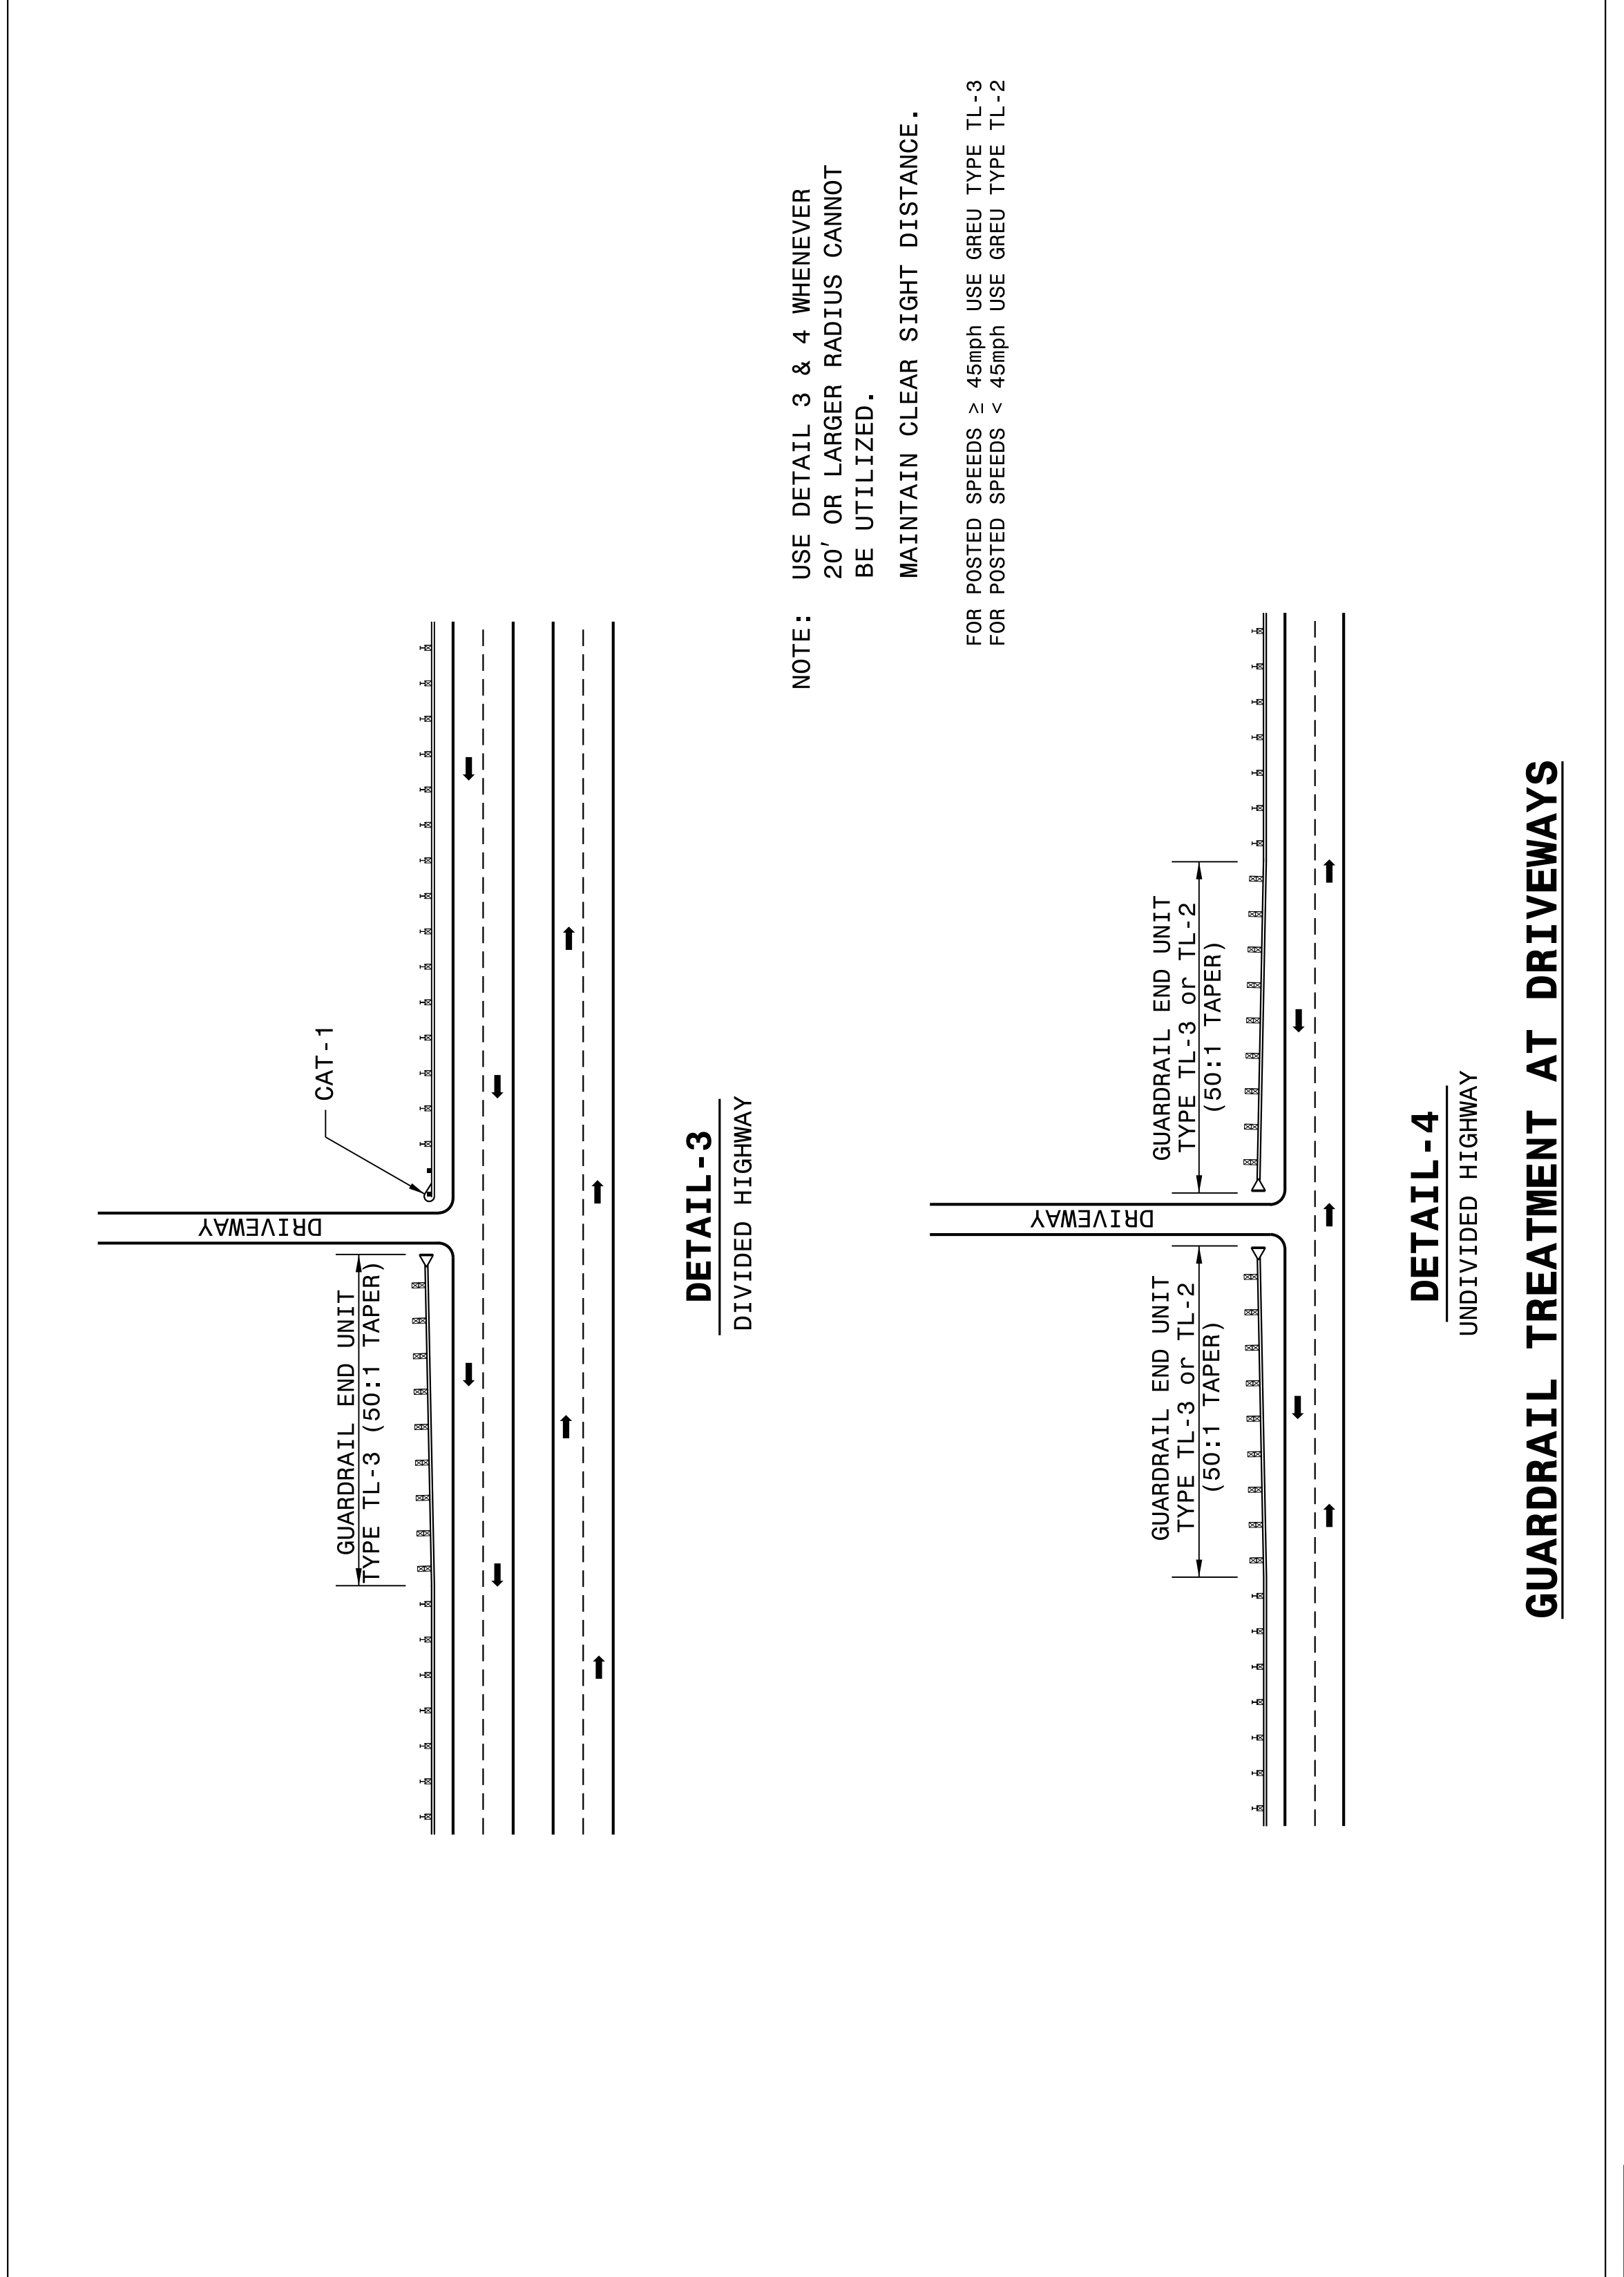 CAT-1
GUARDRAIL END UNIT
TYPE TL-3 (50:1 TAPER)
DRIVEWAY
DETAIL-3
DIVIDED HIGHWAY
NOTE: USE DETAIL 3 & 4 WHENEVER
20' OR LARGER RADIUS CANNOT
BE UTILIZED.
MAINTAIN CLEAR SIGHT DISTANCE.
FOR POSTED SPEEDS ≥ 45mph USE GREU TYPE TL-3
FOR POSTED SPEEDS < 45mph USE GREU TYPE TL-2
GUARDRAIL END UNIT
TYPE TL-3 or TL-2
(50:1 TAPER)
DRIVEWAY
GUARDRAIL END UNIT
TYPE TL-3 or TL-2
(50:1 TAPER)
DETAIL-4
UNDIVIDED HIGHWAY
GUARDRAIL TREATMENT AT DRIVEWAYS